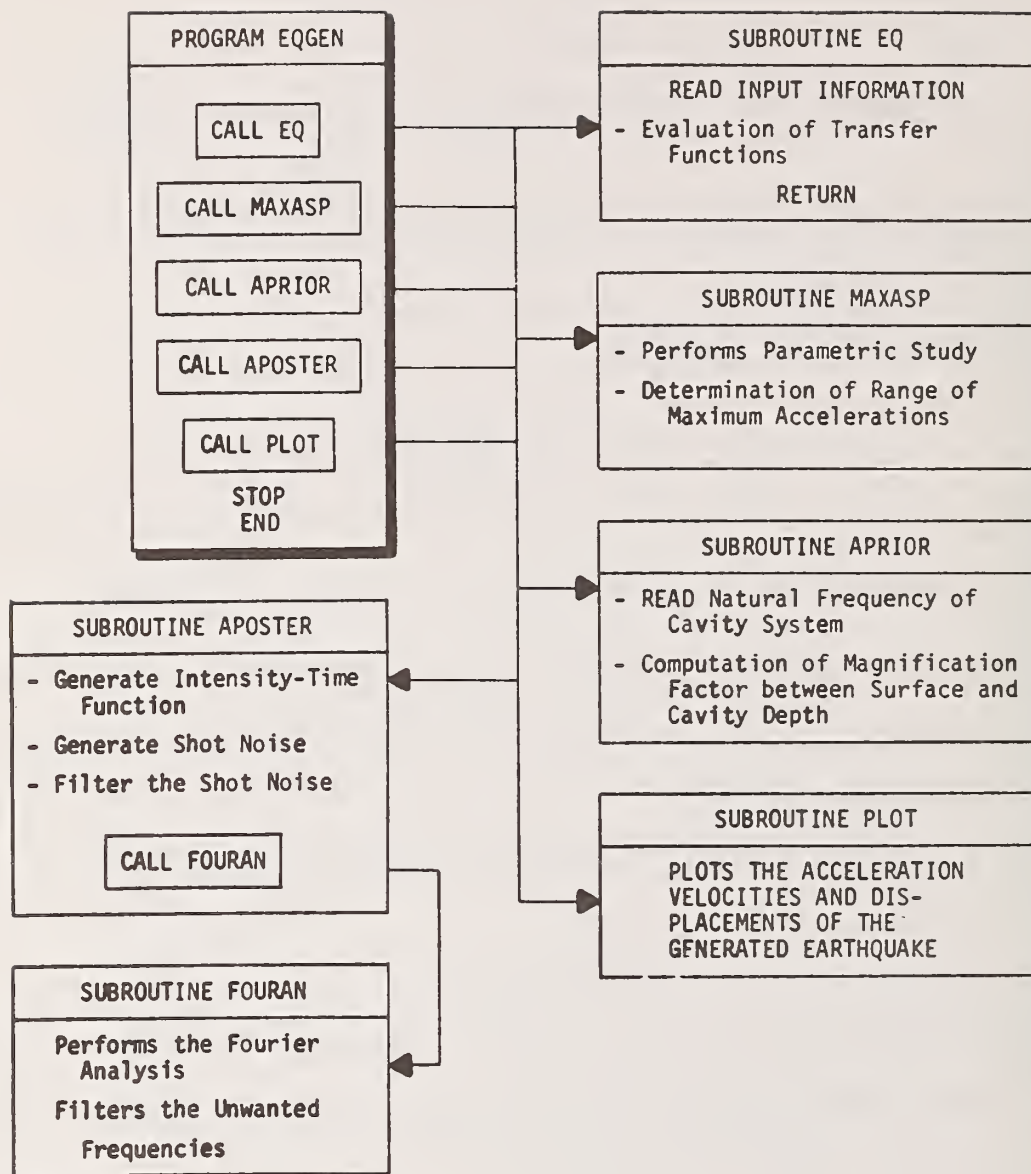 PROGRAM EQGEN
CALL EQ
CALL MAXASP
CALL APRIOR
CALL APOSTER
CALL PLOT
STOP
END
SUBROUTINE EQ
READ INPUT INFORMATION
- Evaluation of Transfer
Functions
RETURN
SUBROUTINE MAXASP
- Performs Parametric Study
- Determination of Range of
Maximum Accelerations
SUBROUTINE APRIOR
- READ Natural Frequency of
Cavity System
- Computation of Magnification
Factor between Surface and
Cavity Depth
SUBROUTINE APOSTER
- Generate Intensity-Time
Function
- Generate Shot Noise
- Filter the Shot Noise
CALL FOURAN
SUBROUTINE PLOT
PLOTS THE ACCELERATION
VELOCITIES AND DIS-
PLACEMENTS OF THE
GENERATED EARTHQUAKE
SUBROUTINE FOURAN
Performs the Fourier
Analysis
Filters the Unwanted
Frequencies